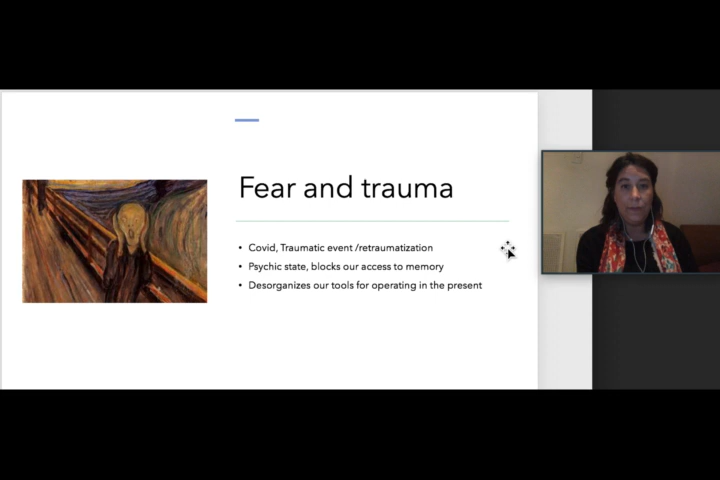 Fear and trauma
• Covid, Traumatic event /retraumatization
• Psychic state, blocks our access to memory
• Desorganizes our tools for operating in the present